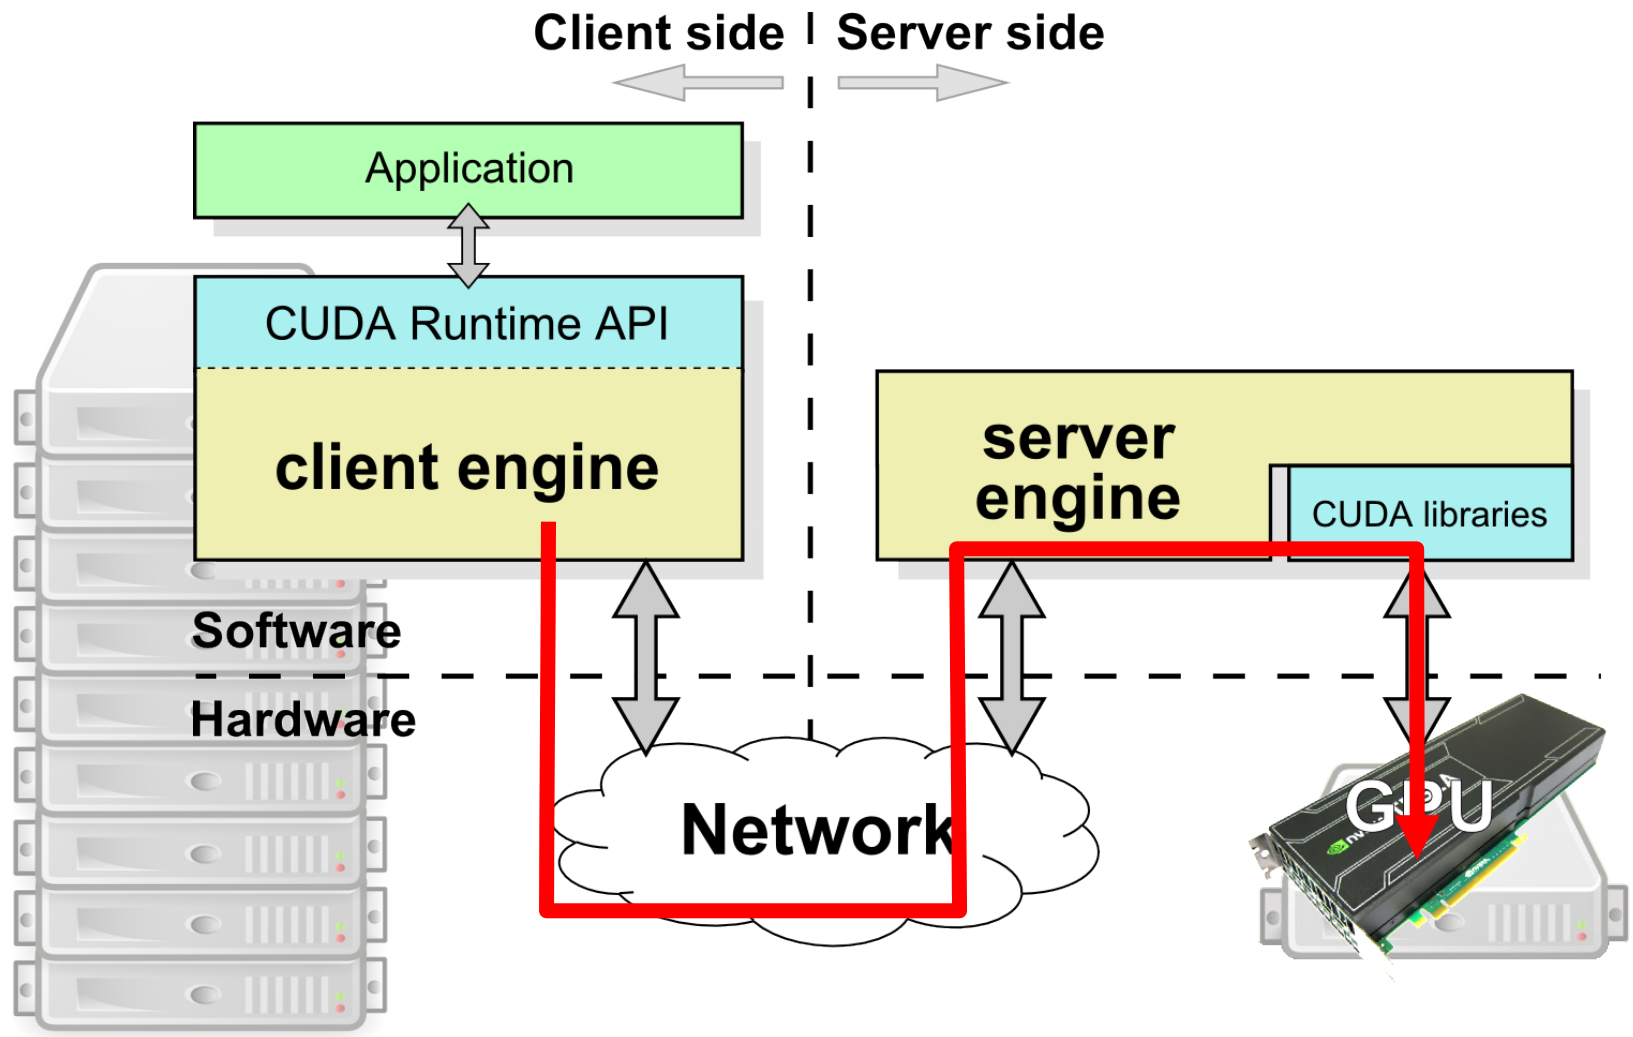 Client side
Server side
Application
CUDA Runtime API
client engine
server
engine
CUDA libraries
Software
Hardware
Network
GPU